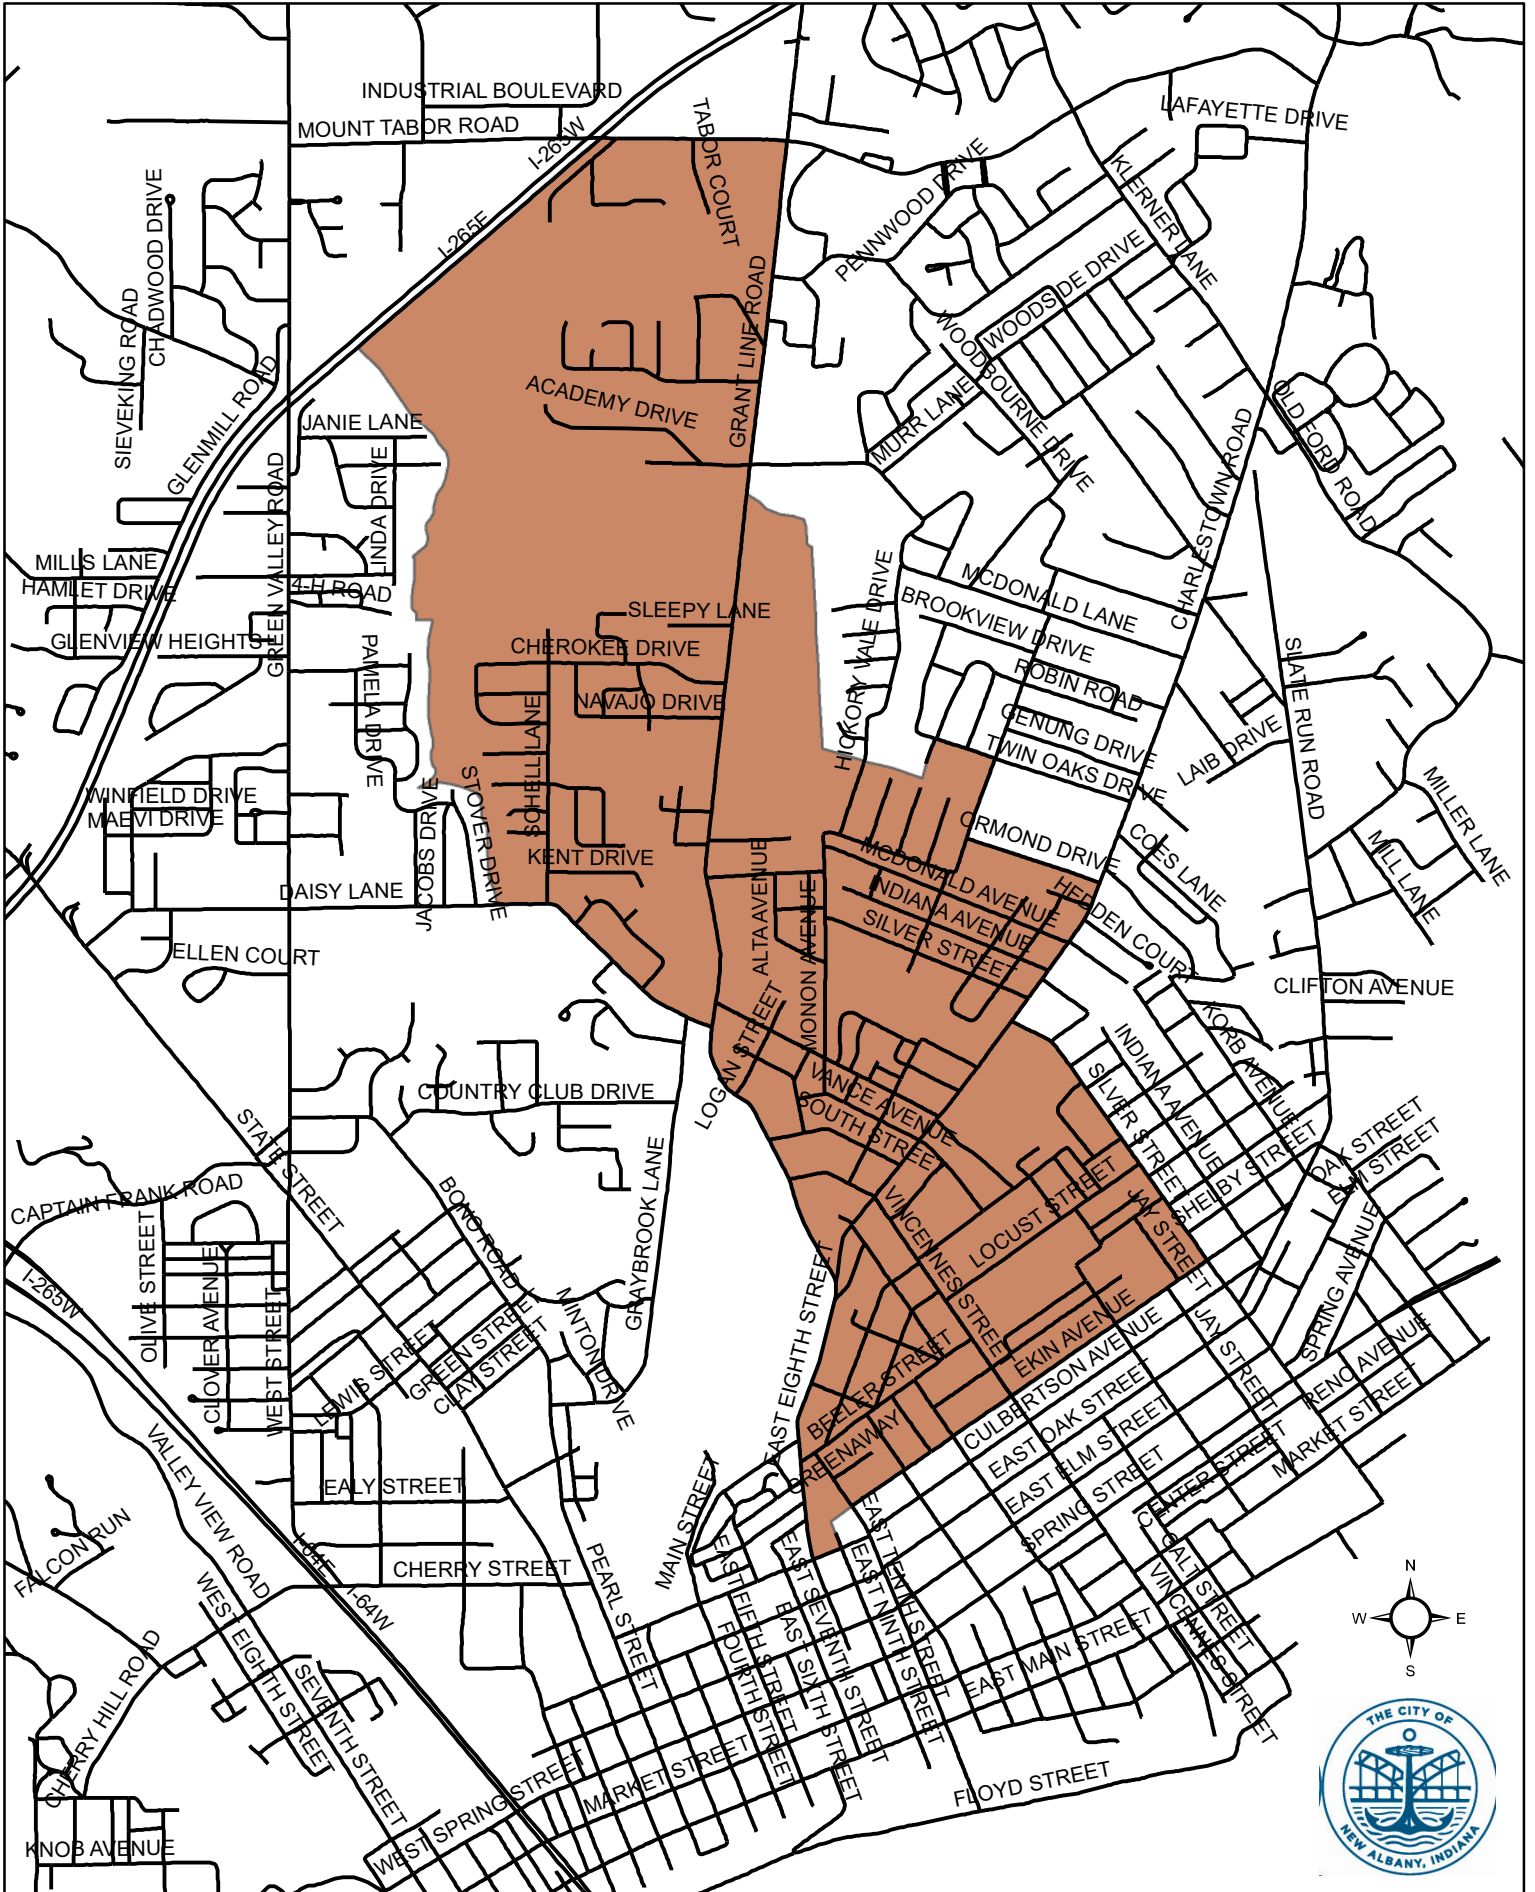 INDUSTRIAL BOULEVARD
MOUNT TABOR ROAD
I-265W
TABOR COURT
LAFAYETTE DRIVE
I-265E
PENNWOOD DRIVE
KLERNER LANE
CHADWOOD DRIVE
SIEVEKING ROAD
GRANT LINE ROAD
WOODSIDE DRIVE
WOODBOURNE DRIVE
GLENMILL ROAD
JANIE LANE
ACADEMY DRIVE
MURR LANE
OLD FORD ROAD
CHARLESTOWN ROAD
LINDA DRIVE
GREEN VALLEY ROAD
MILLS LANE
HAMLET DRIVE
4-H ROAD
GLENVIEW HEIGHTS
PAMELA DRIVE
SLEEPY LANE
CHEROKEE DRIVE
NAVAJO DRIVE
HICKORY VALE DRIVE
MCDONALD LANE
BROOKVIEW DRIVE
ROBIN ROAD
GENUNG DRIVE
TWIN OAKS DRIVE
LAIB DRIVE
SLATE RUN ROAD
MILLER LANE
MILL LANE
WINFIELD DRIVE
MAEVI DRIVE
JACOBS DRIVE
STOVER DRIVE
SCHELL LANE
KENT DRIVE
ORMOND DRIVE
COES LANE
DAISY LANE
ALTA AVENUE
MONON AVENUE
MCDONALD AVENUE
INDIANA AVENUE
SILVER STREET
HEDDEN COURT
ELLEN COURT
CLIFTON AVENUE
LOGAN STREET
KORB AVENUE
INDIANA AVENUE
SILVER STREET
COUNTRY CLUB DRIVE
VANCE AVENUE
SOUTH STREET
STATE STREET
SHELBY STREET
OAK STREET
ELM STREET
CAPTAIN FRANK ROAD
BONO ROAD
GRAYBROOK LANE
VINCENNES STREET
LOCUST STREET
JAY STREET
OLIVE STREET
CLOVER AVENUE
WEST STREET
I-265W
EAST EIGHTH STREET
SPRING AVENUE
MINTON DRIVE
LEWIS STREET
GREEN STREET
CLAY STREET
EKIN AVENUE
CULBERTSON AVENUE
JAY STREET
RENO AVENUE
MARKET STREET
BEELER STREET
GREENAWAY
EAST OAK STREET
EAST ELM STREET
SPRING STREET
CENTER STREET
VALLEY VIEW ROAD
EALY STREET
MAIN STREET
FALCON RUN
I-64E
I-64W
CHERRY STREET
PEARL STREET
EAST TENTH STREET
EAST NINTH STREET
EAST SEVENTH STREET
EAST SIXTH STREET
EAST FIFTH STREET
FOURTH STREET
GALT STREET
VINCENNES STREET
EAST MAIN STREET
WEST EIGHTH STREET
SEVENTH STREET
CHERRY HILL ROAD
KNOB AVENUE
WEST SPRING STREET
MARKET STREET
FLOYD STREET
N
W
E
S
THE CITY OF
NEW ALBANY, INDIANA